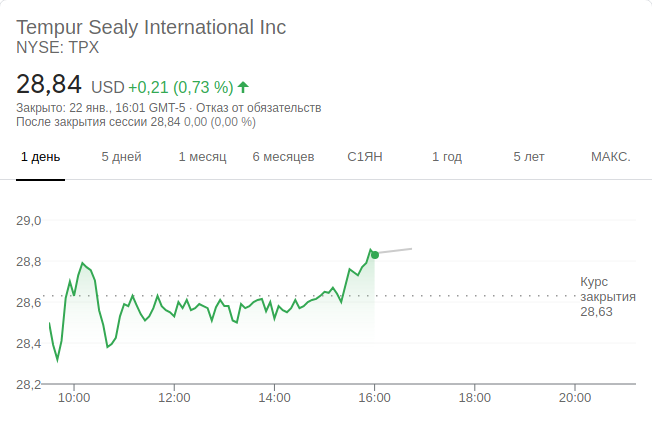 Tempur Sealy International Inc
NYSE: TPX
28,84 USD +0,21 (0,73 %)
Закрыто: 22 янв., 16:01 GMT-5 · Отказ от обязательств
После закрытия сессии 28,84 0,00 (0,00 %)
1 день 5 дней 1 месяц 6 месяцев С1ЯН 1 год 5 лет МАКС.
29,0
28,8
28,6
28,4
28,2
Курс
закрытия
28,63
10:00 12:00 14:00 16:00 18:00 20:00